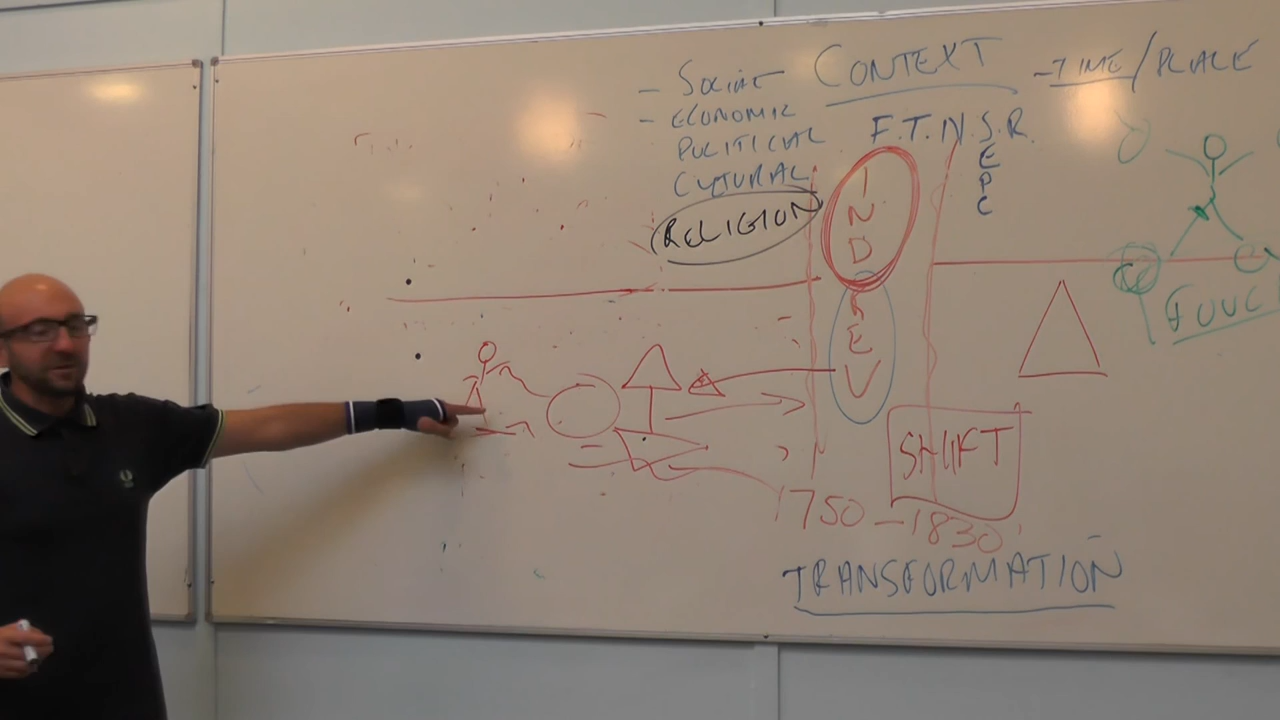 CONTEXT
- TIME/PLACE
- SOCIAL
- ECONOMIC
POLITICAL
CULTURAL
RELIGION
F.T.N.S.R.
E
P
C
I
N
D
R
E
V
SHIFT
1750-1830
TRANSFORMATION